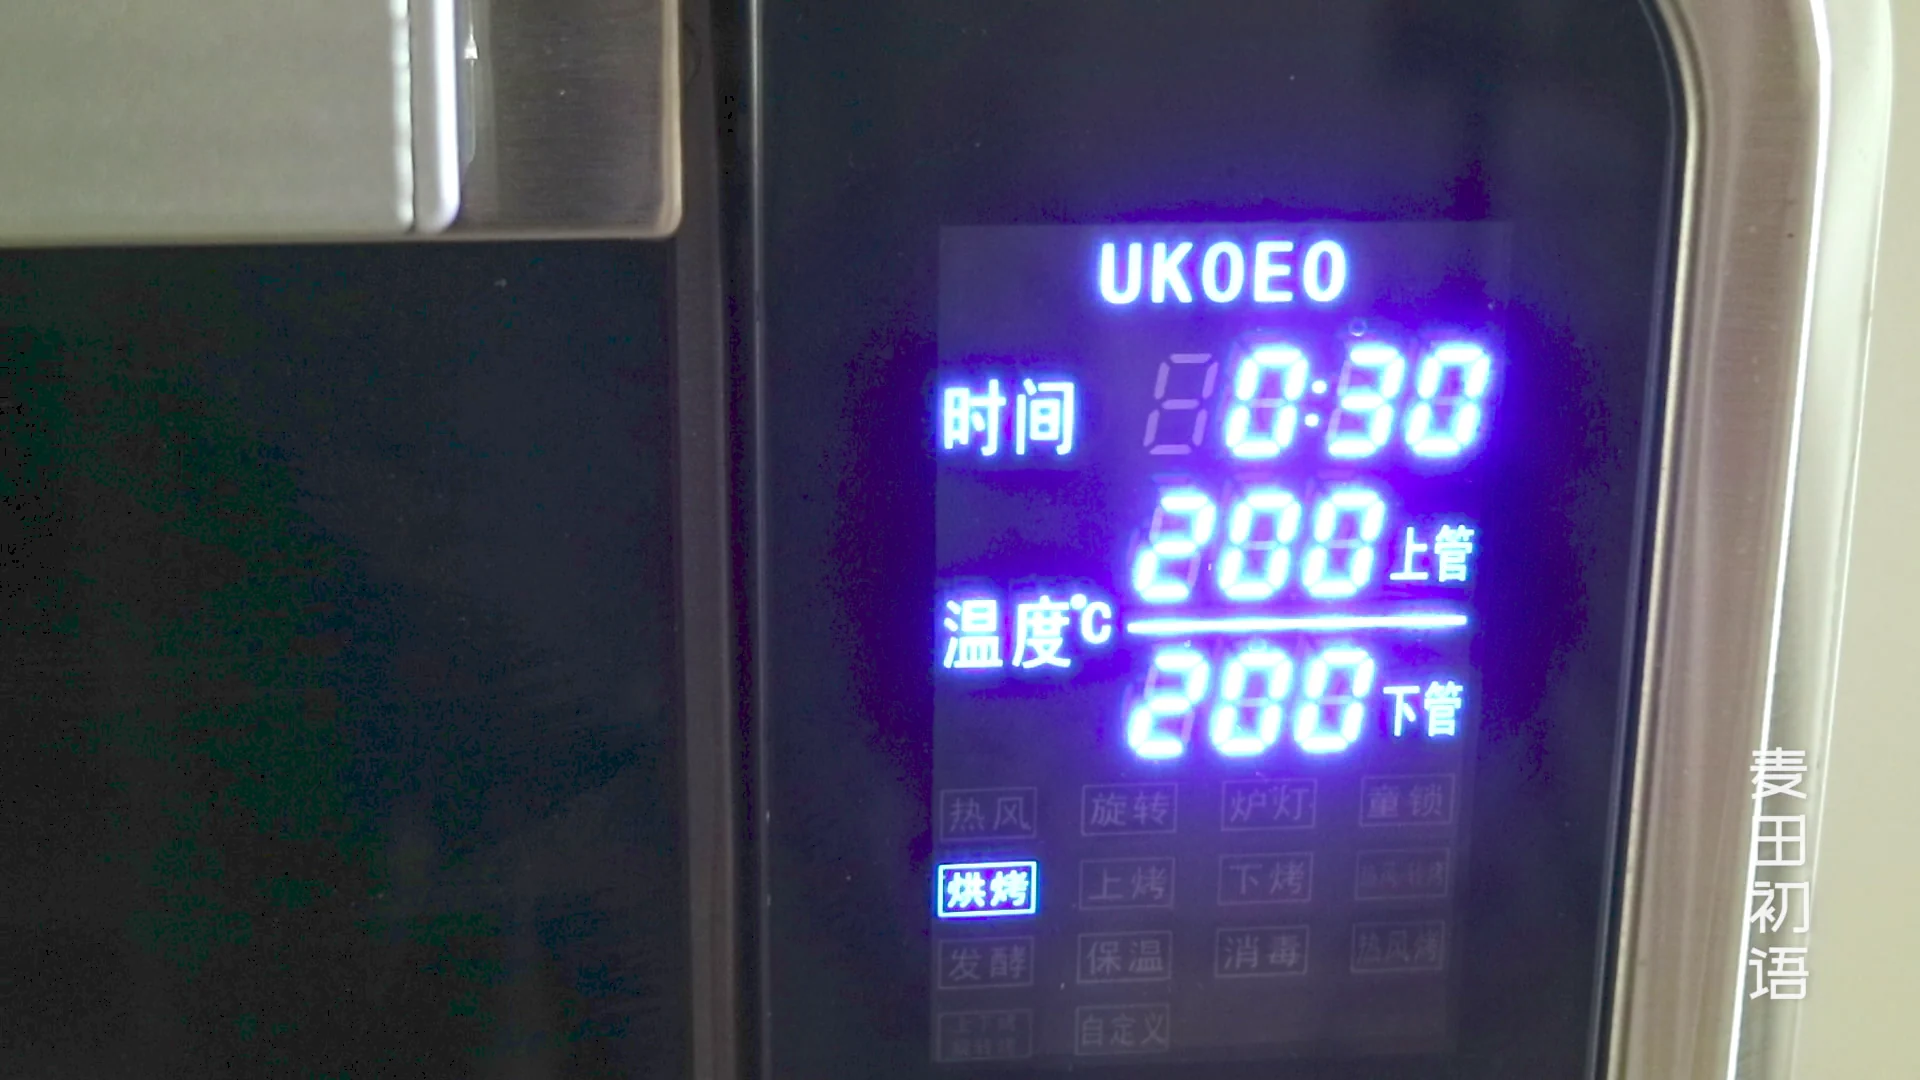 UKOEO
时间 0:30
200 上管
温度℃
200 下管
热风 旋转 炉灯 童锁
烘烤 上烤 下烤
发酵 保温 消毒 热风烤
自定义
麦田初语